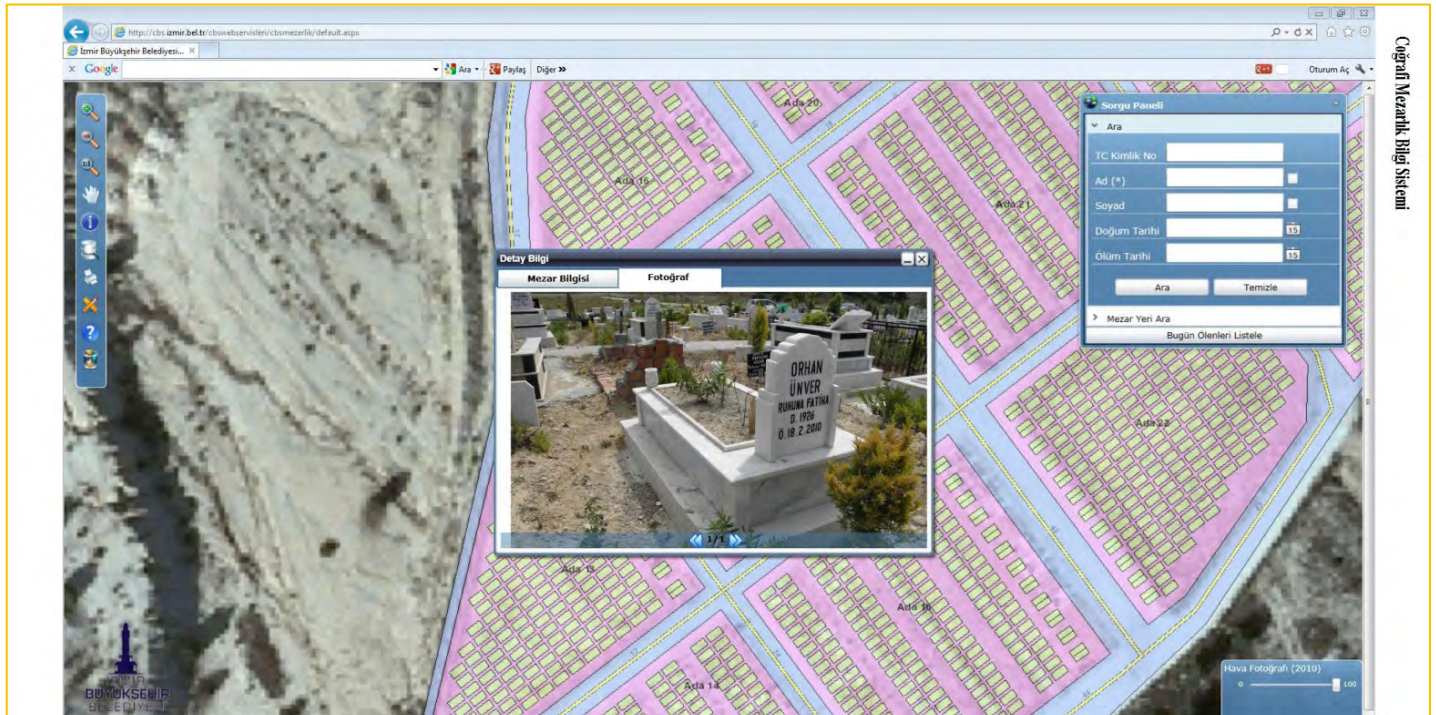 http://cbs.izmir.bel.tr/cbswebservisleri/cbsmezarlik/default.aspx
İzmir Büyükşehir Belediyesi...
Google
Ara
Paylaş
Diğer »
Oturum Aç
Coğrafi Mezarlık Bilgi Sistemi
Ada 20
Ada 21
Ada 22
Ada 13
Ada 14
Sorgu Paneli
Ara
TC Kimlik No
Ad (*)
Soyad
Doğum Tarihi
15
Ölüm Tarihi
15
Ara
Temizle
Mezar Yeri Ara
Bugün Ölenleri Listele
Detay Bilgi
Mezar Bilgisi
Fotoğraf
ORHAN
ÜNVER
RUHUNA FATİHA
D.1926
Ö.18.2.2010
1/1
Hava Fotoğrafı (2010)
0
100
İZMİR
BÜYÜKŞEHİR
BELEDİYESİ